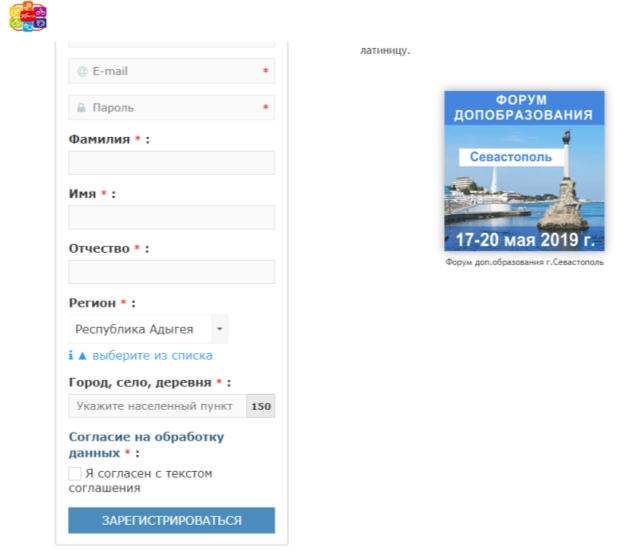 E-mail *
Пароль *
Фамилия * :
Имя * :
Отчество * :
Регион * :
Республика Адыгея
выберите из списка
Город, село, деревня * :
Укажите населенный пункт 150
Согласие на обработку
данных * :
Я согласен с текстом
соглашения
ЗАРЕГИСТРИРОВАТЬСЯ
латиницу.
ФОРУМ
ДОПОБРАЗОВАНИЯ
Севастополь
17-20 мая 2019 г.
Форум доп.образования г.Севастополь